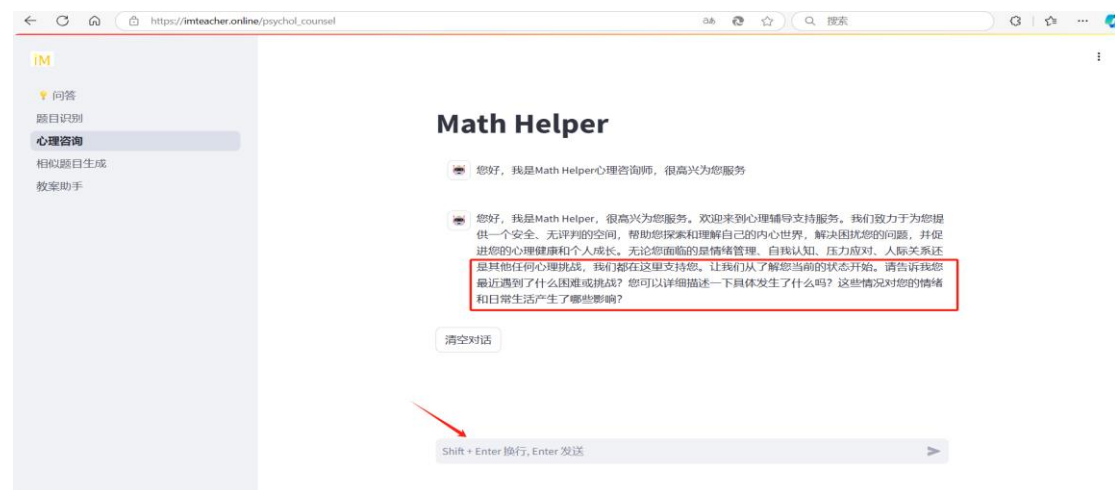 https://imteacher.online/psychol_counsel
搜索
iM
问答
题目识别
心理咨询
相似题目生成
教案助手
Math Helper
您好，我是Math Helper心理咨询师，很高兴为您服务
您好，我是Math Helper，很高兴为您服务。欢迎来到心理辅导支持服务。我们致力于为您提
供一个安全、无评判的空间，帮助您探索和理解自己的内心世界，解决困扰您的问题，并促
进您的心理健康和个人成长。无论您面临的是情绪管理、自我认知、压力应对、人际关系还
是其他任何心理挑战，我们都在这里支持您。让我们从了解您当前的状态开始。请告诉我您
最近遇到了什么困难或挑战？您可以详细描述一下具体发生了什么吗？这些情况对您的情绪
和日常生活产生了哪些影响？
清空对话
Shift + Enter 换行, Enter 发送